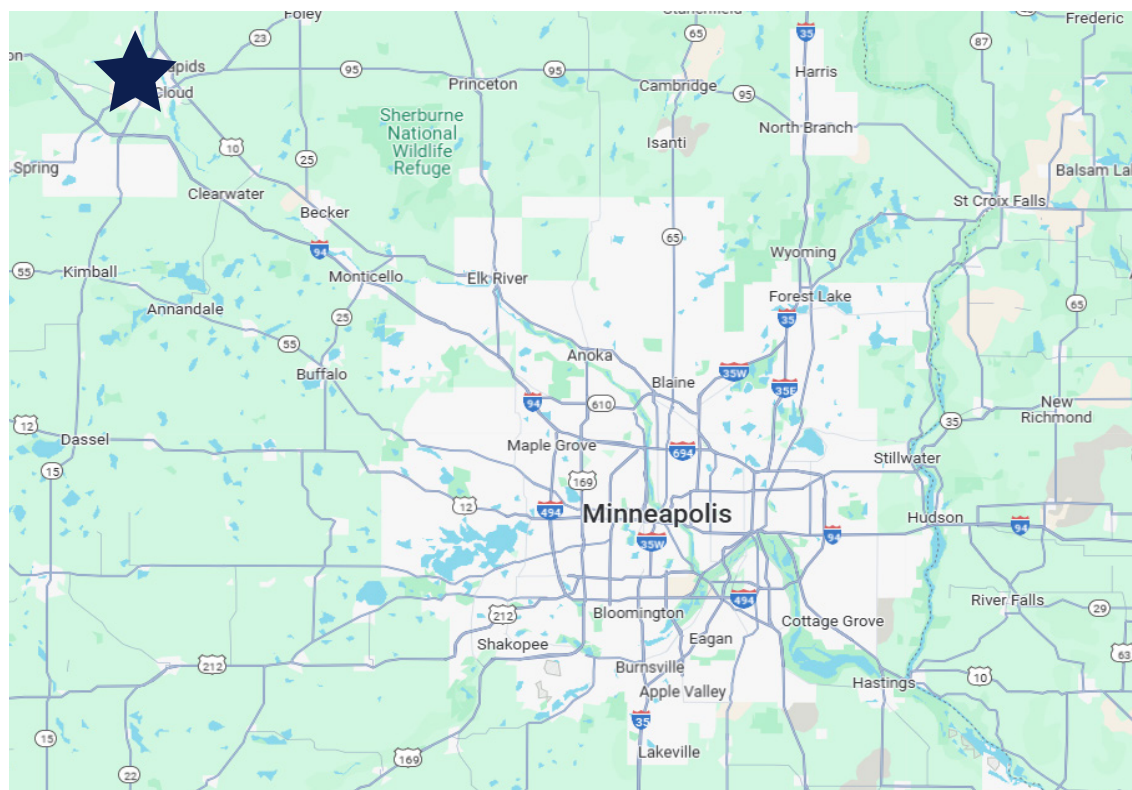 Foley
35
Frederic
23
65
87
on
apids
95
Princeton
95
Harris
Cambridge
95
Cloud
Sherburne
National
Wildlife
Refuge
North Branch
Isanti
10
25
Spring
Clearwater
Becker
Balsam La
St Croix Falls
65
94
Wyoming
55
Kimball
Monticello
Elk River
Annandale
Forest Lake
65
25
35
55
Anoka
Buffalo
35W
Blaine
35E
94
610
New
Richmond
12
Dassel
35
Maple Grove
694
15
169
Stillwater
12
494
Minneapolis
Hudson
94
94
35W
494
River Falls
29
212
Bloomington
Cottage Grove
Shakopee
Eagan
212
Burnsville
63
10
Hastings
Apple Valley
35
15
Lakeville
169
22